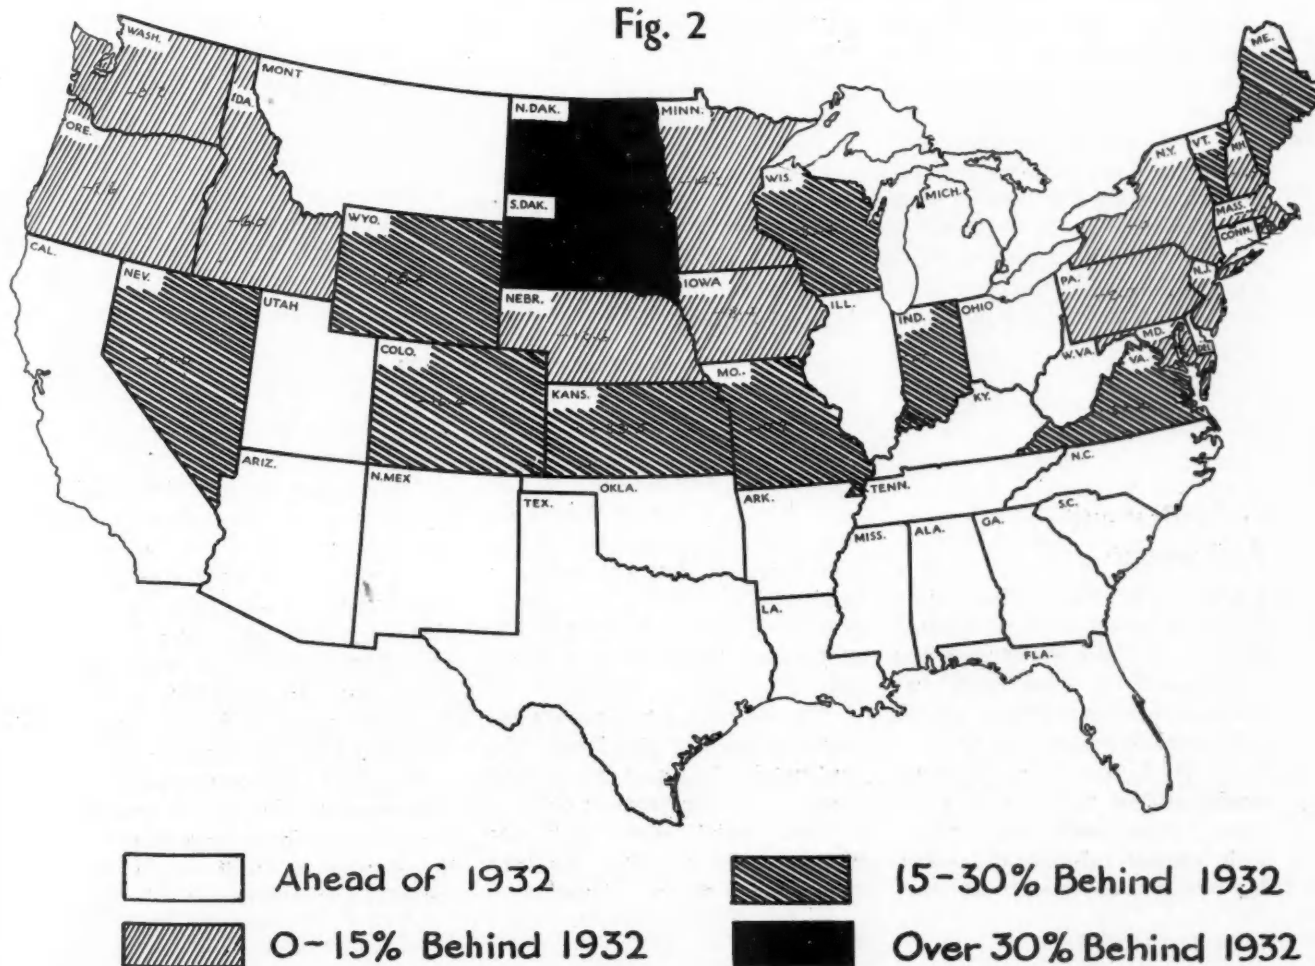 Fig. 2
WASH.
MONT
IDA.
N.DAK.
MINN.
ME.
ORE.
N.Y.
VT.
NH
WIS.
MICH.
S.DAK.
WYO.
MASS.
CONN.
CAL.
NEV.
UTAH
NEBR.
IOWA
ILL.
IND.
OHIO
PA.
N.J.
COLO.
MO.
W.VA.
MD.
DEL.
VA.
KANS.
KY.
ARIZ.
N.MEX
OKLA.
TEX.
ARK.
TENN.
N.C.
S.C.
MISS.
ALA.
GA.
LA.
FLA.
Ahead of 1932
15-30% Behind 1932
0-15% Behind 1932
Over 30% Behind 1932